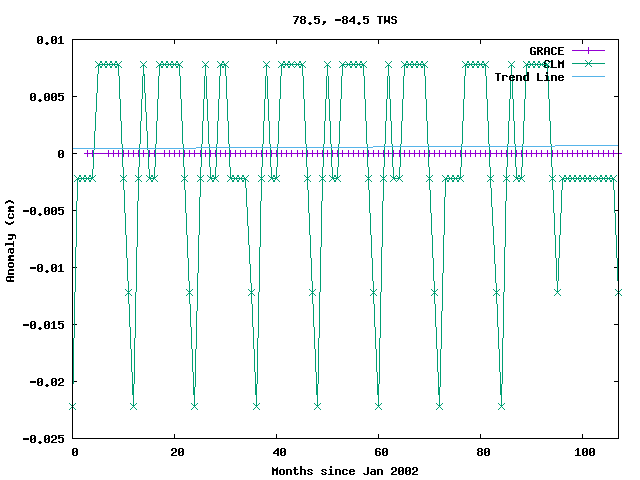 78.5, -84.5 TWS
GRACE
CLM
Trend Line
0.01
0.005
0
-0.005
-0.01
-0.015
-0.02
-0.025
Anomaly (cm)
0 20 40 60 80 100
Months since Jan 2002